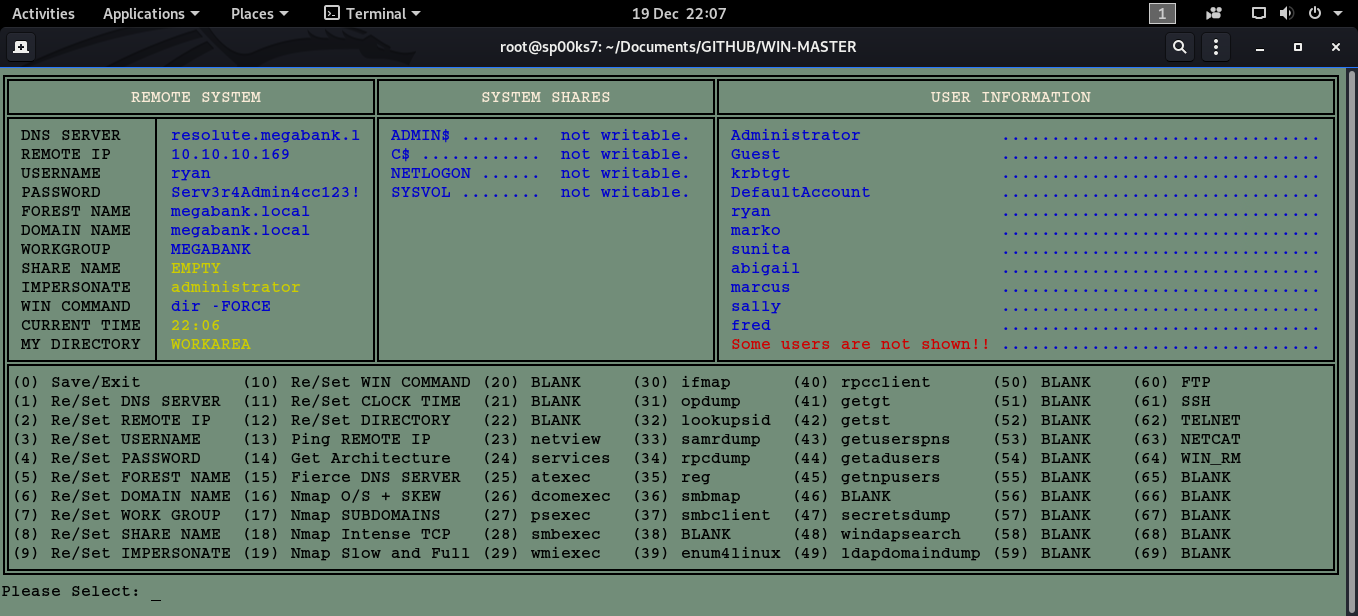 Activities Applications Places Terminal 19 Dec 22:07 1
root@sp00ks7: ~/Documents/GITHUB/WIN-MASTER
REMOTE SYSTEM SYSTEM SHARES USER INFORMATION
DNS SERVER resolute.megabank.l ADMIN$ ........ not writable. Administrator ................................
REMOTE IP 10.10.10.169 C$ ............ not writable. Guest ................................
USERNAME ryan NETLOGON ...... not writable. krbtgt ................................
PASSWORD Serv3r4Admin4cc123! SYSVOL ........ not writable. DefaultAccount ................................
FOREST NAME megabank.local ryan ................................
DOMAIN NAME megabank.local marko ................................
WORKGROUP MEGABANK sunita ................................
SHARE NAME EMPTY abigail ................................
IMPERSONATE administrator marcus ................................
WIN COMMAND dir -FORCE sally ................................
CURRENT TIME 22:06 fred ................................
MY DIRECTORY WORKAREA Some users are not shown!! ................................
(0) Save/Exit (10) Re/Set WIN COMMAND (20) BLANK (30) ifmap (40) rpcclient (50) BLANK (60) FTP
(1) Re/Set DNS SERVER (11) Re/Set CLOCK TIME (21) BLANK (31) opdump (41) getgt (51) BLANK (61) SSH
(2) Re/Set REMOTE IP (12) Re/Set DIRECTORY (22) BLANK (32) lookupsid (42) getst (52) BLANK (62) TELNET
(3) Re/Set USERNAME (13) Ping REMOTE IP (23) netview (33) samrdump (43) getuserspns (53) BLANK (63) NETCAT
(4) Re/Set PASSWORD (14) Get Architecture (24) services (34) rpcdump (44) getadusers (54) BLANK (64) WIN_RM
(5) Re/Set FOREST NAME (15) Fierce DNS SERVER (25) atexec (35) reg (45) getnpusers (55) BLANK (65) BLANK
(6) Re/Set DOMAIN NAME (16) Nmap O/S + SKEW (26) dcomexec (36) smbmap (46) BLANK (56) BLANK (66) BLANK
(7) Re/Set WORK GROUP (17) Nmap SUBDOMAINS (27) psexec (37) smbclient (47) secretsdump (57) BLANK (67) BLANK
(8) Re/Set SHARE NAME (18) Nmap Intense TCP (28) smbexec (38) BLANK (48) windapsearch (58) BLANK (68) BLANK
(9) Re/Set IMPERSONATE (19) Nmap Slow and Full (29) wmiexec (39) enum4linux (49) ldapdomaindump (59) BLANK (69) BLANK
Please Select: _